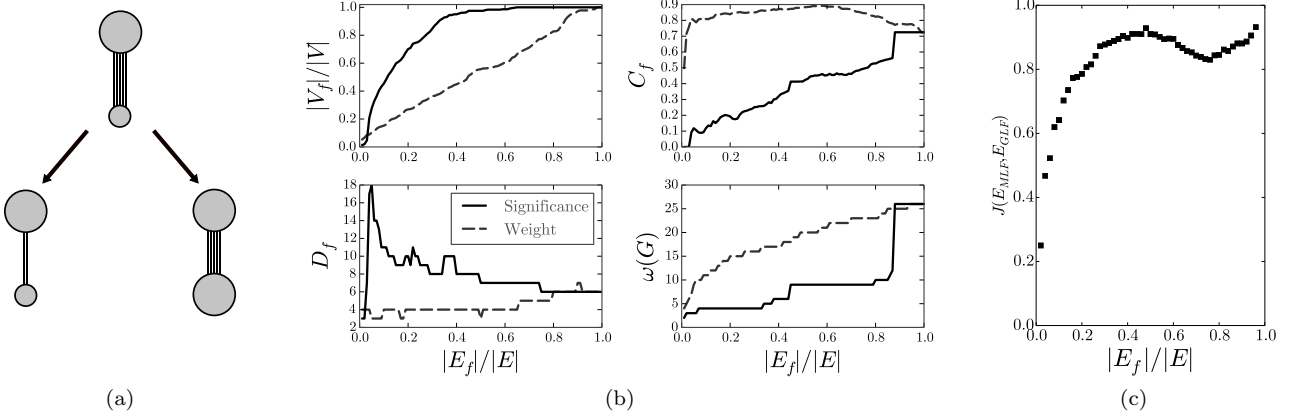 1.0
0.8
0.6
0.4
0.2
0.0
|V_f|/|V|
0.0 0.2 0.4 0.6 0.8 1.0
0.9
0.8
0.7
0.6
0.5
0.4
0.3
0.2
0.1
0.0
C_f
0.0 0.2 0.4 0.6 0.8 1.0
18
16
14
12
10
8
6
4
2
D_f
Significance
Weight
0.0 0.2 0.4 0.6 0.8 1.0
|E_f|/|E|
30
25
20
15
10
5
0
ω(G)
0.0 0.2 0.4 0.6 0.8 1.0
|E_f|/|E|
1.0
0.8
0.6
0.4
0.2
0.0
J(E_MLF, E_GLF)
0.0 0.2 0.4 0.6 0.8 1.0
|E_f|/|E|
(a) (b) (c)